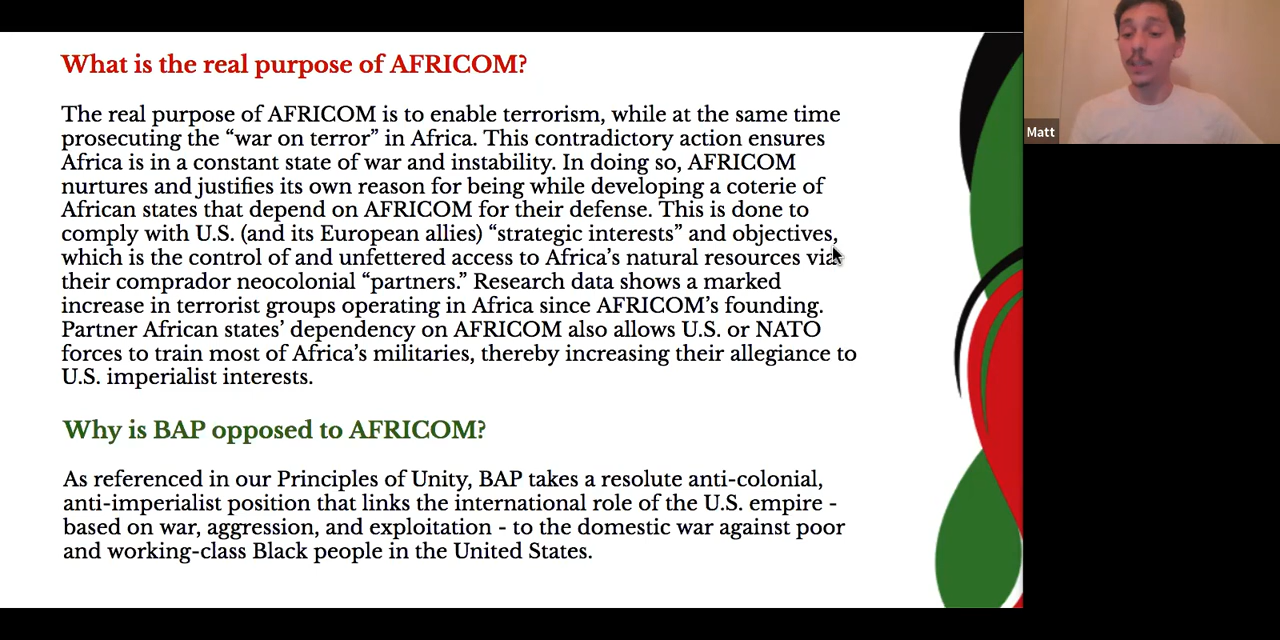 What is the real purpose of AFRICOM?
The real purpose of AFRICOM is to enable terrorism, while at the same time
prosecuting the “war on terror” in Africa. This contradictory action ensures
Africa is in a constant state of war and instability. In doing so, AFRICOM
nurtures and justifies its own reason for being while developing a coterie of
African states that depend on AFRICOM for their defense. This is done to
comply with U.S. (and its European allies) “strategic interests” and objectives,
which is the control of and unfettered access to Africa’s natural resources via
their comprador neocolonial “partners.” Research data shows a marked
increase in terrorist groups operating in Africa since AFRICOM’s founding.
Partner African states’ dependency on AFRICOM also allows U.S. or NATO
forces to train most of Africa’s militaries, thereby increasing their allegiance to
U.S. imperialist interests.
Why is BAP opposed to AFRICOM?
As referenced in our Principles of Unity, BAP takes a resolute anti-colonial,
anti-imperialist position that links the international role of the U.S. empire -
based on war, aggression, and exploitation - to the domestic war against poor
and working-class Black people in the United States.
Matt